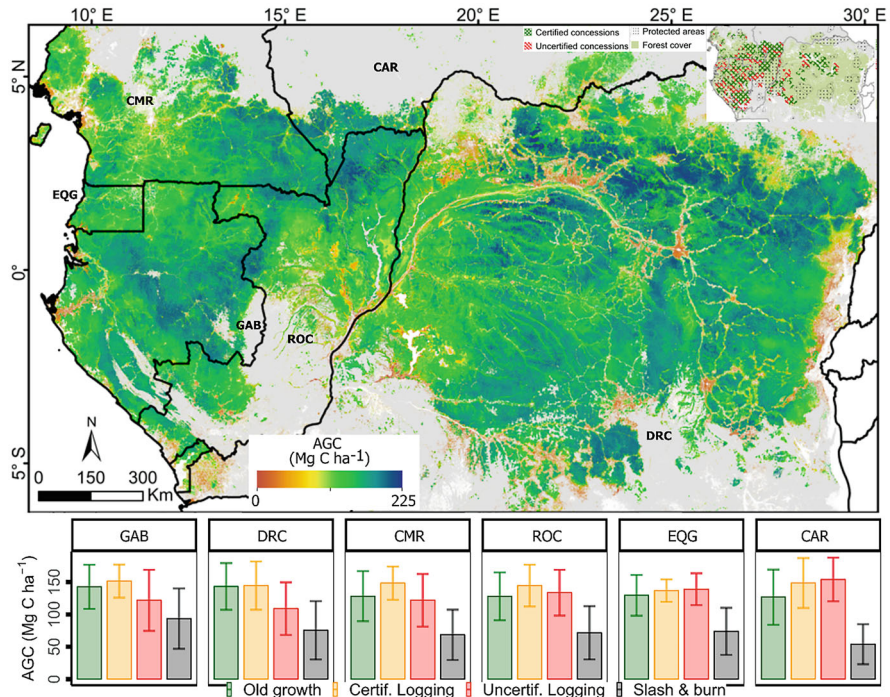 10°E 15°E 20°E 25°E 30°E
Certified concessions Protected areas
Uncertified concessions Forest cover
5°N
CAR
CMR
EQG
0°
GAB
ROC
DRC
N
AGC
(Mg C ha⁻¹)
0 225
0 150 300
Km
5°S
GAB DRC CMR ROC EQG CAR
AGC (Mg C ha⁻¹)
150
100
50
0
Old growth Certif. Logging Uncertif. Logging Slash & burn